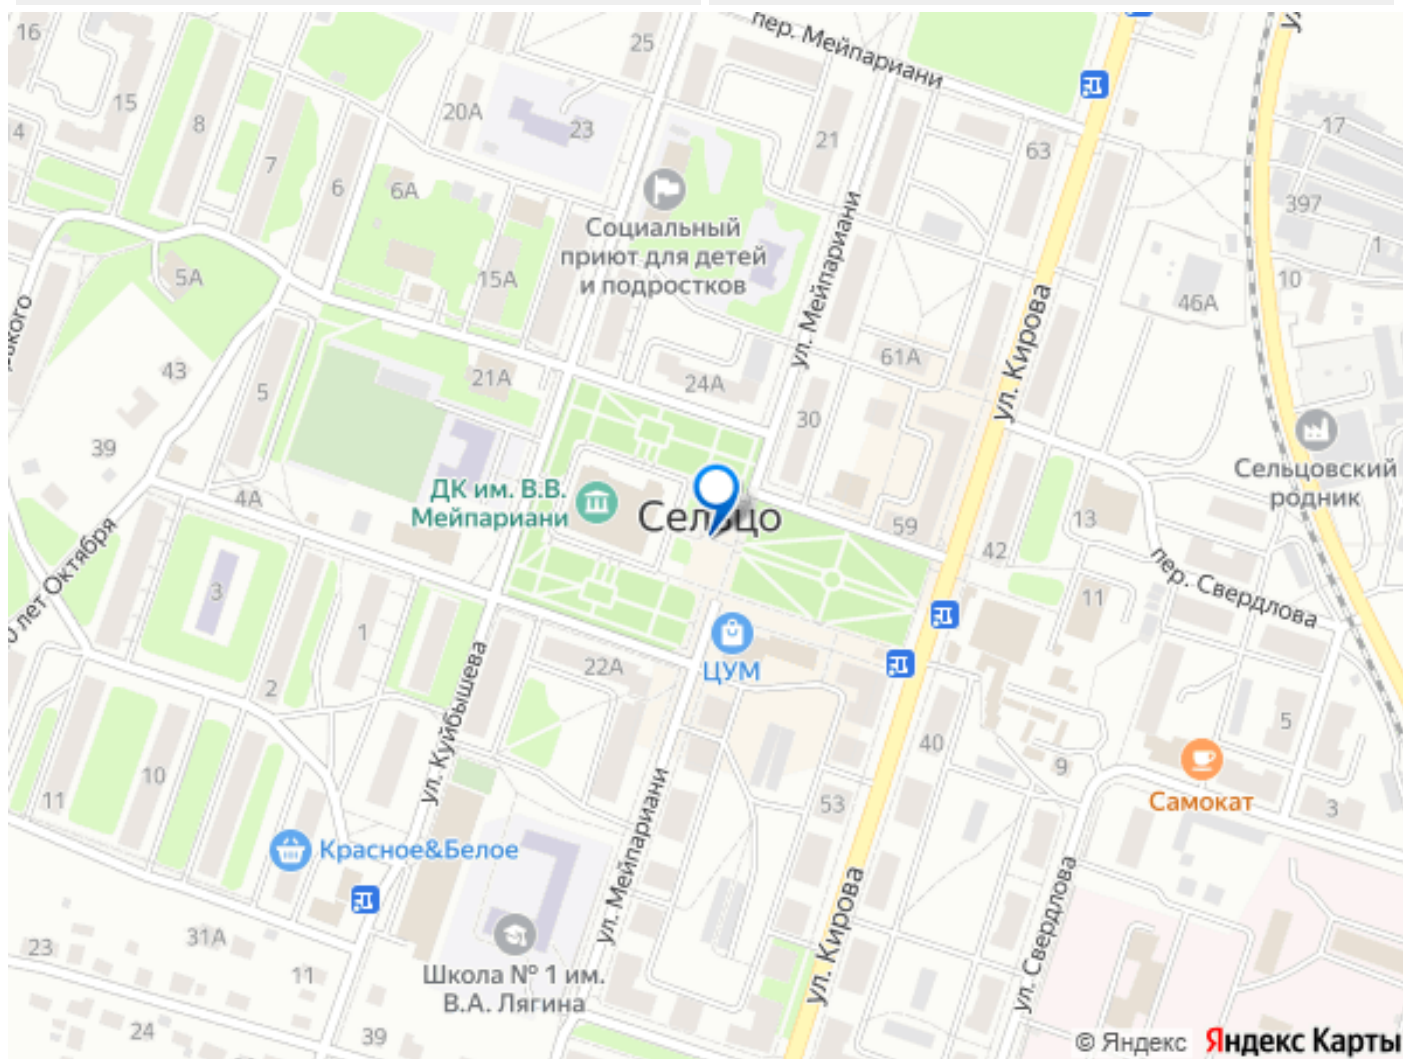 пер. Мейпариани
16
25
15
20А
23
8
4
7
21
63
17
6
6А
397
Социальный
приют для детей
и подростков
1
5А
15А
10
46А
ул. Мейпариани
ул. Кирова
61А
43
21А
24А
5
30
39
Сельцовский
родник
ДК им. В.В.
Мейпариани
4А
Сельцо
59
13
42
пер. Свердлова
3
11
1
22А
ЦУМ
2
ул. Куйбышева
5
40
10
9
11
53
Самокат
3
Красное&Белое
ул. Мейпариани
ул. Кирова
ул. Свердлова
31А
23
11
Школа № 1 им.
В.А. Лягина
24
39
© Яндекс Яндекс Карты